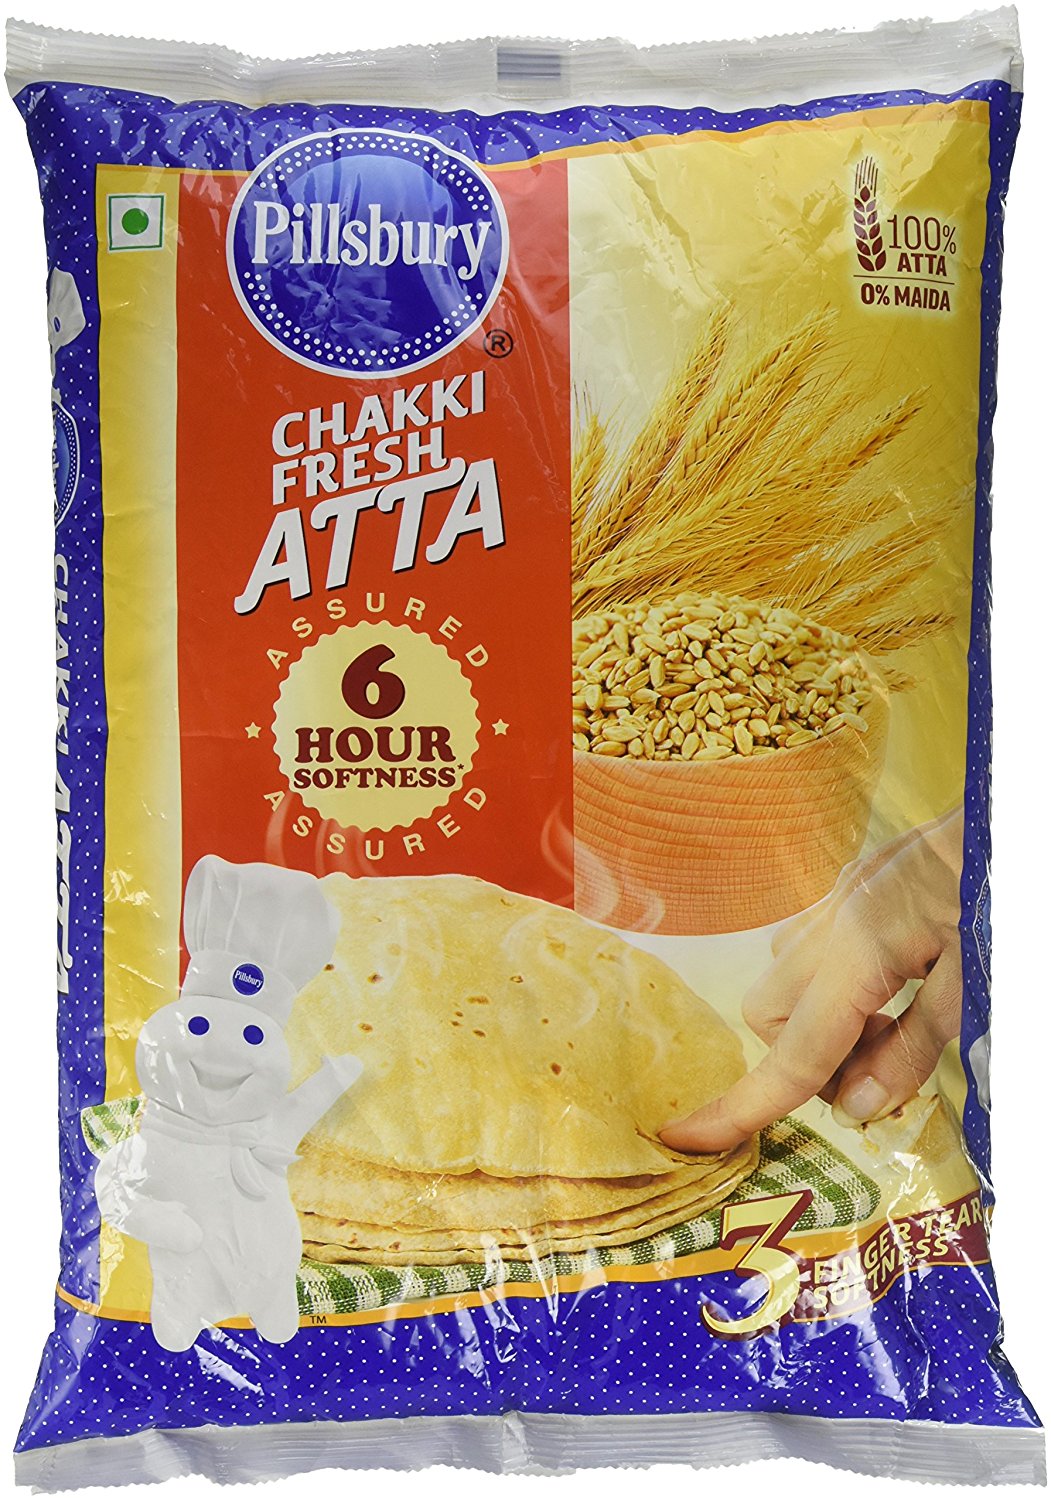 Pillsbury
®
100%
ATTA
0% MAIDA
CHAKKI
FRESH
ATTA
ASSURED
6
HOUR
SOFTNESS*
ASSURED
Pillsbury
CHAKKI ATTA
3 FINGER TEAR
SOFTNESS
TM